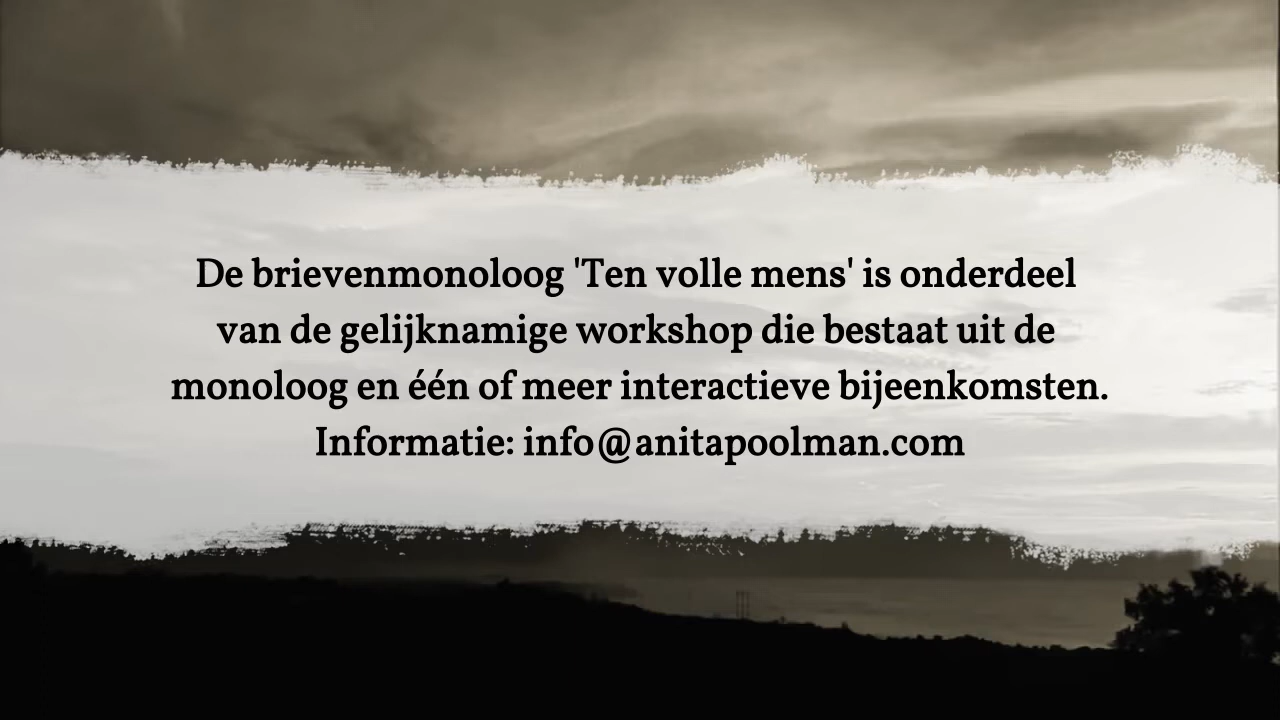 De brievenmonoloog 'Ten volle mens' is onderdeel
van de gelijknamige workshop die bestaat uit de
monoloog en één of meer interactieve bijeenkomsten.
Informatie: info@anitapoolman.com